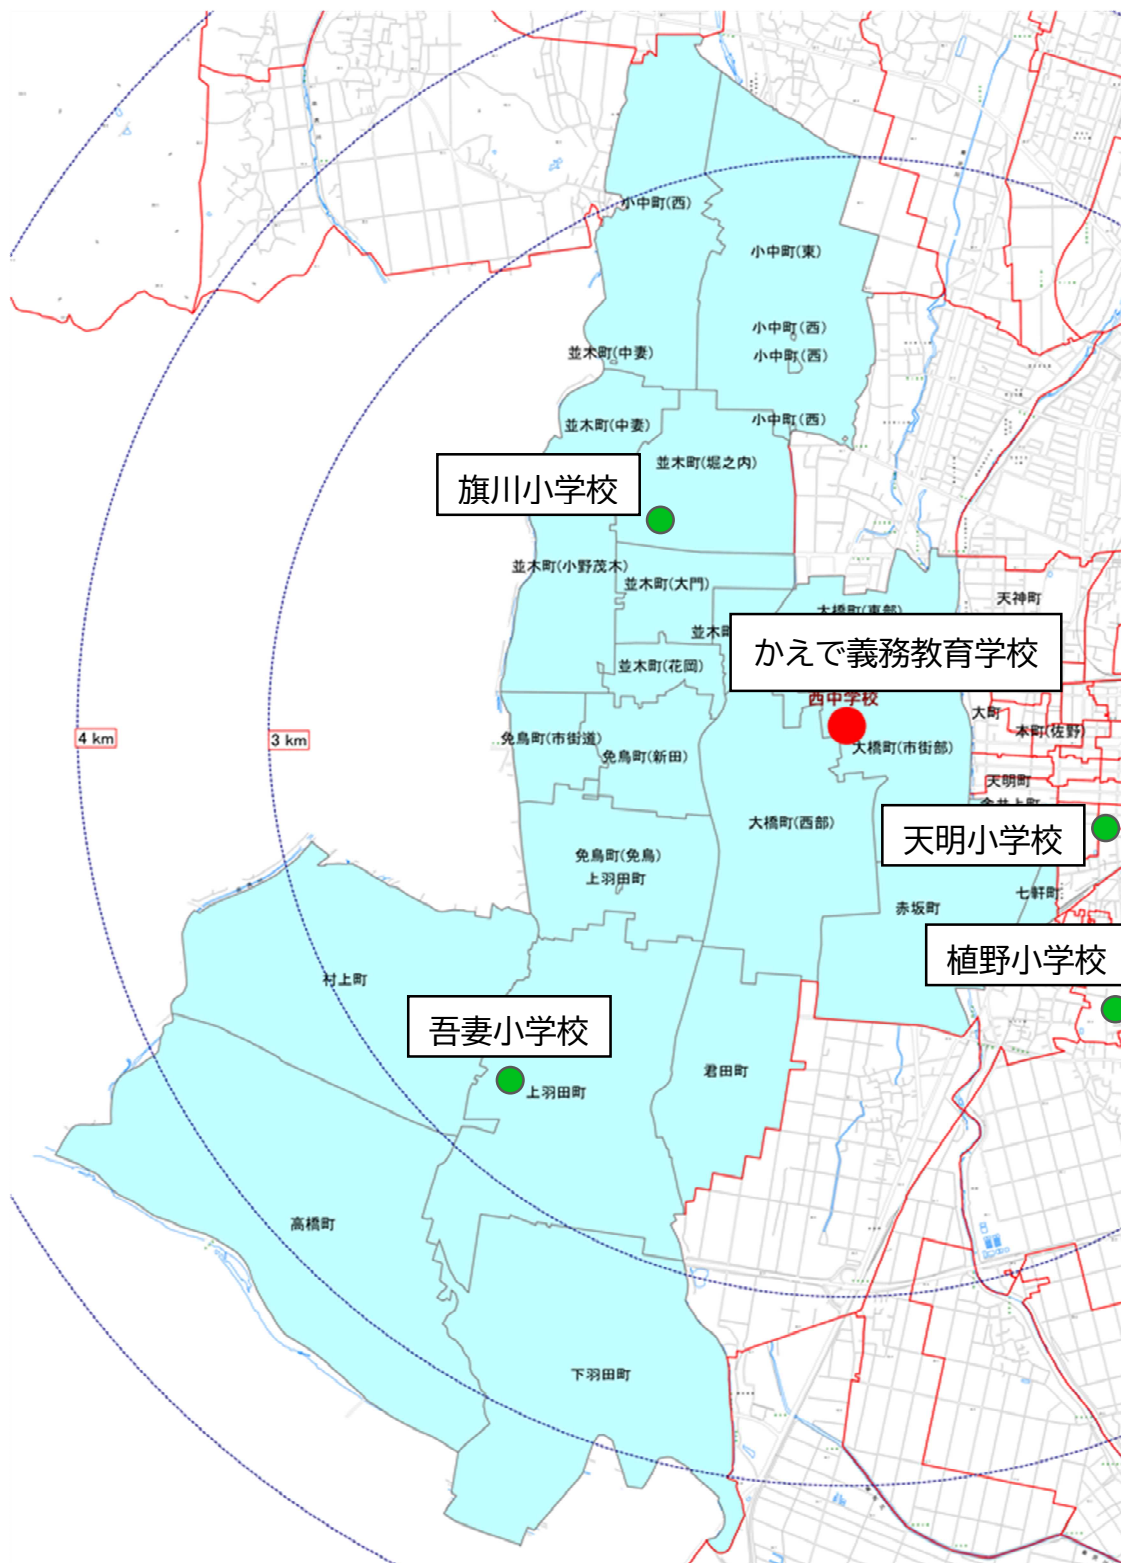 小中町(西)
小中町(東)
小中町(西)
並木町(中妻)
小中町(西)
並木町(中妻)
小中町(西)
並木町(堀之内)
旗川小学校
並木町(小野茂木)
並木町(大門)
天神町
大橋町(東部)
並木町
かえで義務教育学校
並木町(花岡)
西中学校
大町
本町(佐野)
4 km
3 km
免鳥町(市街道)
免鳥町(新田)
大橋町(市街部)
天明町
大橋町(西部)
天明小学校
免鳥町(免鳥)
上羽田町
七軒町
赤坂町
植野小学校
村上町
吾妻小学校
君田町
上羽田町
高橋町
下羽田町